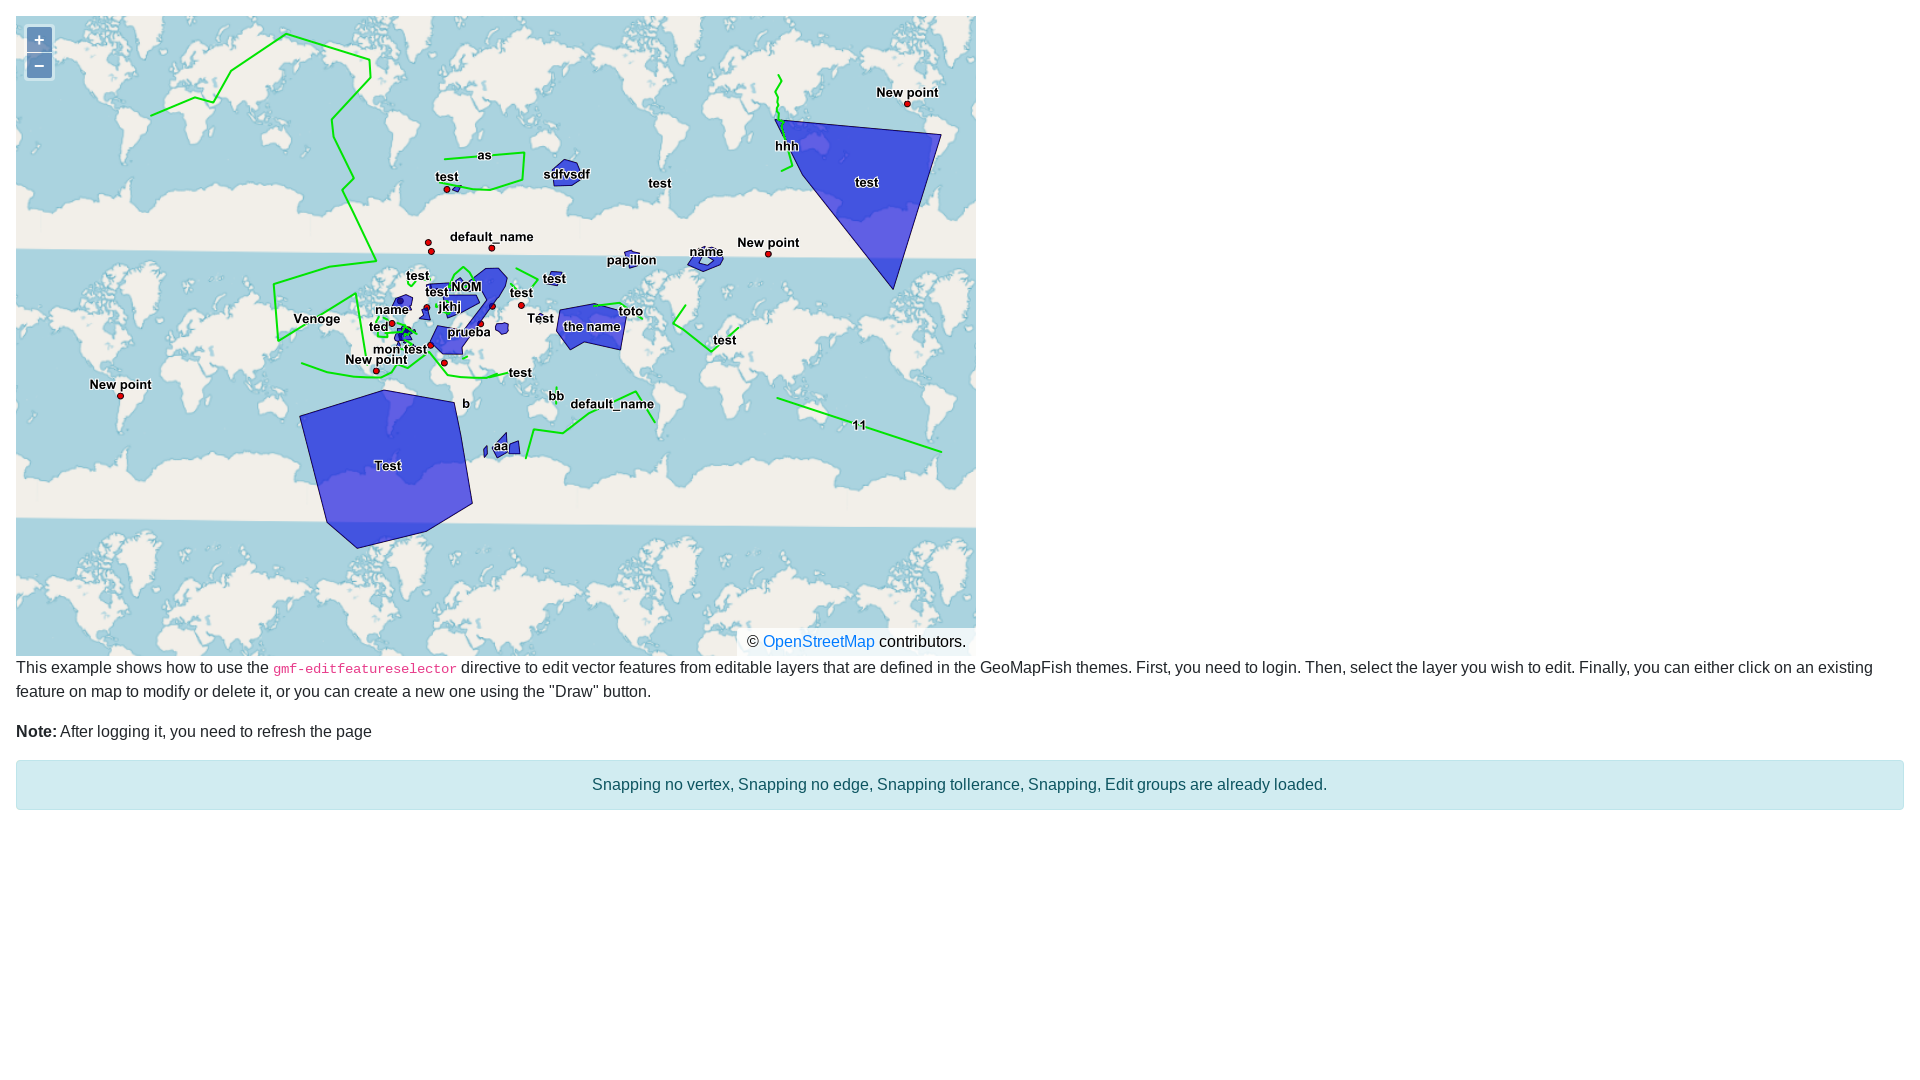 +
−
New point
hhh
as
test
sdfvsdf
test
test
default_name
New point
name
papillon
test
test
NOM
test
test
name
jkhj
Venoge
ted
prueba
Test
the name
toto
test
mon test
New point
test
New point
b
bb
default_name
11
aa
Test
© OpenStreetMap contributors.
This example shows how to use the gmf-editfeatureselector directive to edit vector features from editable layers that are defined in the GeoMapFish themes. First, you need to login. Then, select the layer you wish to edit. Finally, you can either click on an existing
feature on map to modify or delete it, or you can create a new one using the "Draw" button.
Note: After logging it, you need to refresh the page
Snapping no vertex, Snapping no edge, Snapping tollerance, Snapping, Edit groups are already loaded.